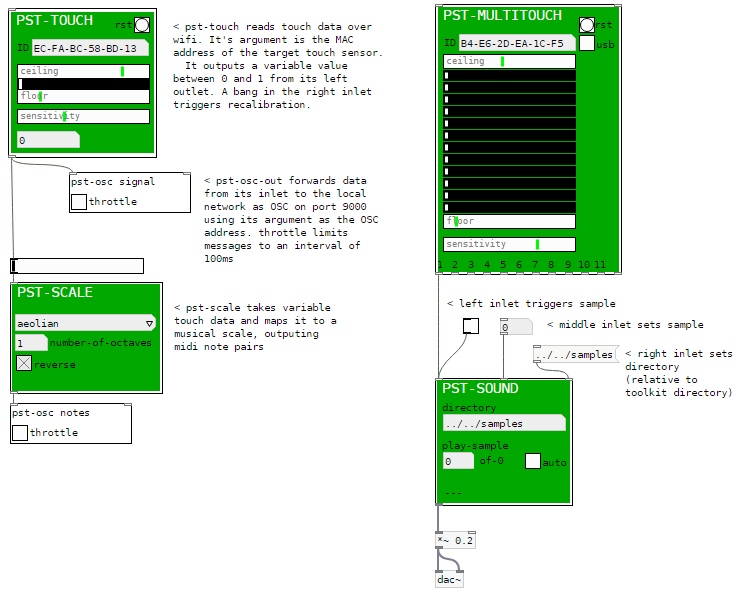 PST-TOUCH
rst
ID EC-FA-BC-58-BD-13
ceiling
floor
sensitivity
0
< pst-touch reads touch data over
wifi. It's argument is the MAC
address of the target touch sensor.
It outputs a variable value
between 0 and 1 from its left
outlet. A bang in the right inlet
triggers recalibration.
pst-osc signal
throttle
< pst-osc-out forwards data
from its inlet to the local
network as OSC on port 9000
using its argument as the OSC
address. throttle limits
messages to an interval of
100ms
PST-SCALE
aeolian
1 number-of-octaves
reverse
< pst-scale takes variable
touch data and maps it to a
musical scale, outputing
midi note pairs
pst-osc notes
throttle
PST-MULTITOUCH
rst
ID B4-E6-2D-EA-1C-F5
usb
ceiling
floor
sensitivity
1 2 3 4 5 6 7 8 9 10 11
< left inlet triggers sample
0
< middle inlet sets sample
../../samples
< right inlet sets
directory
(relative to
toolkit directory)
PST-SOUND
directory
../../samples
play-sample
0 of-0
auto
...
*~ 0.2
dac~